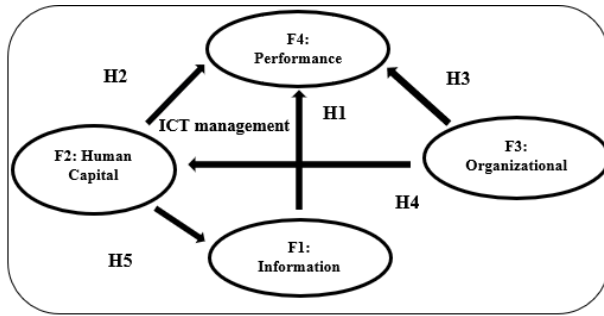 F4:
Performance
H2
H3
ICT management
H1
F2: Human
Capital
F3:
Organizational
H4
H5
F1:
Information